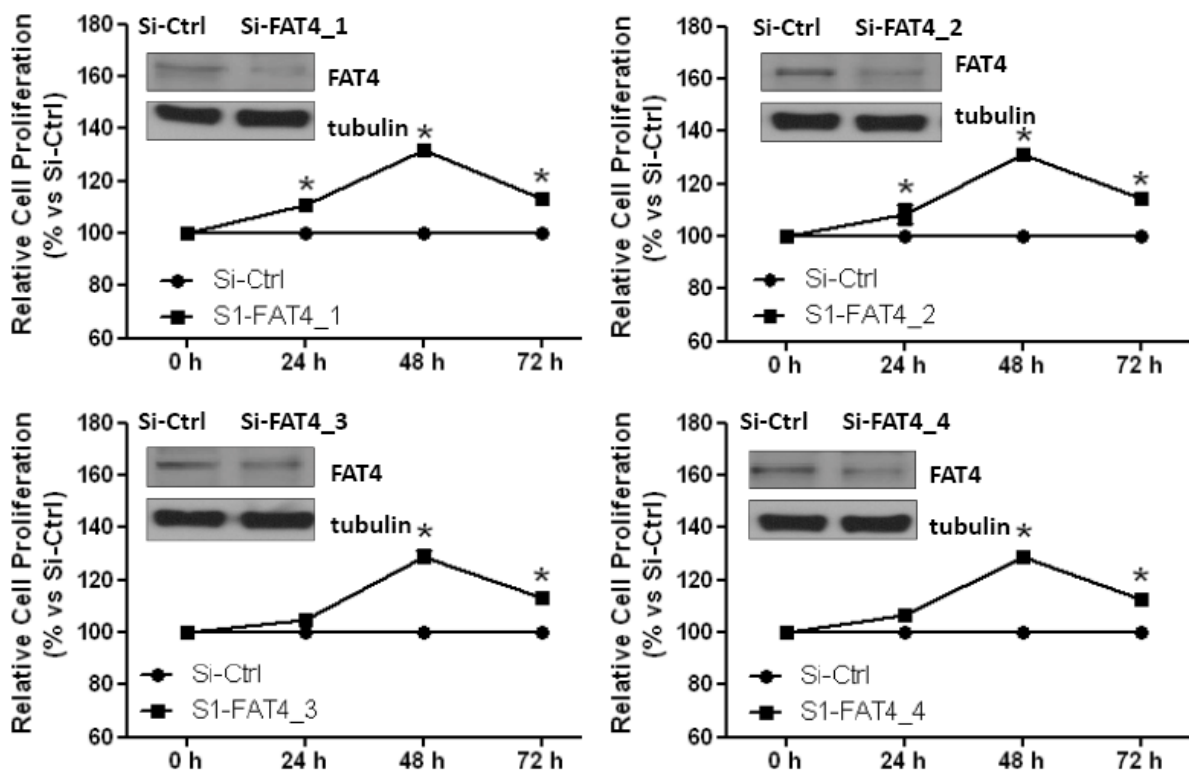 Relative Cell Proliferation
(% vs Si-Ctrl)
180
160
140
120
100
80
60
Si-Ctrl Si-FAT4_1
FAT4
tubulin
*
*
*
Si-Ctrl
S1-FAT4_1
0 h 24 h 48 h 72 h
Relative Cell Proliferation
(% vs Si-Ctrl)
180
160
140
120
100
80
60
Si-Ctrl Si-FAT4_2
FAT4
tubulin
*
*
*
Si-Ctrl
S1-FAT4_2
0 h 24 h 48 h 72 h
Relative Cell Proliferation
(% vs Si-Ctrl)
180
160
140
120
100
80
60
Si-Ctrl Si-FAT4_3
FAT4
tubulin
*
*
Si-Ctrl
S1-FAT4_3
0 h 24 h 48 h 72 h
Relative Cell Proliferation
(% vs Si-Ctrl)
180
160
140
120
100
80
60
Si-Ctrl Si-FAT4_4
FAT4
tubulin
*
*
Si-Ctrl
S1-FAT4_4
0 h 24 h 48 h 72 h